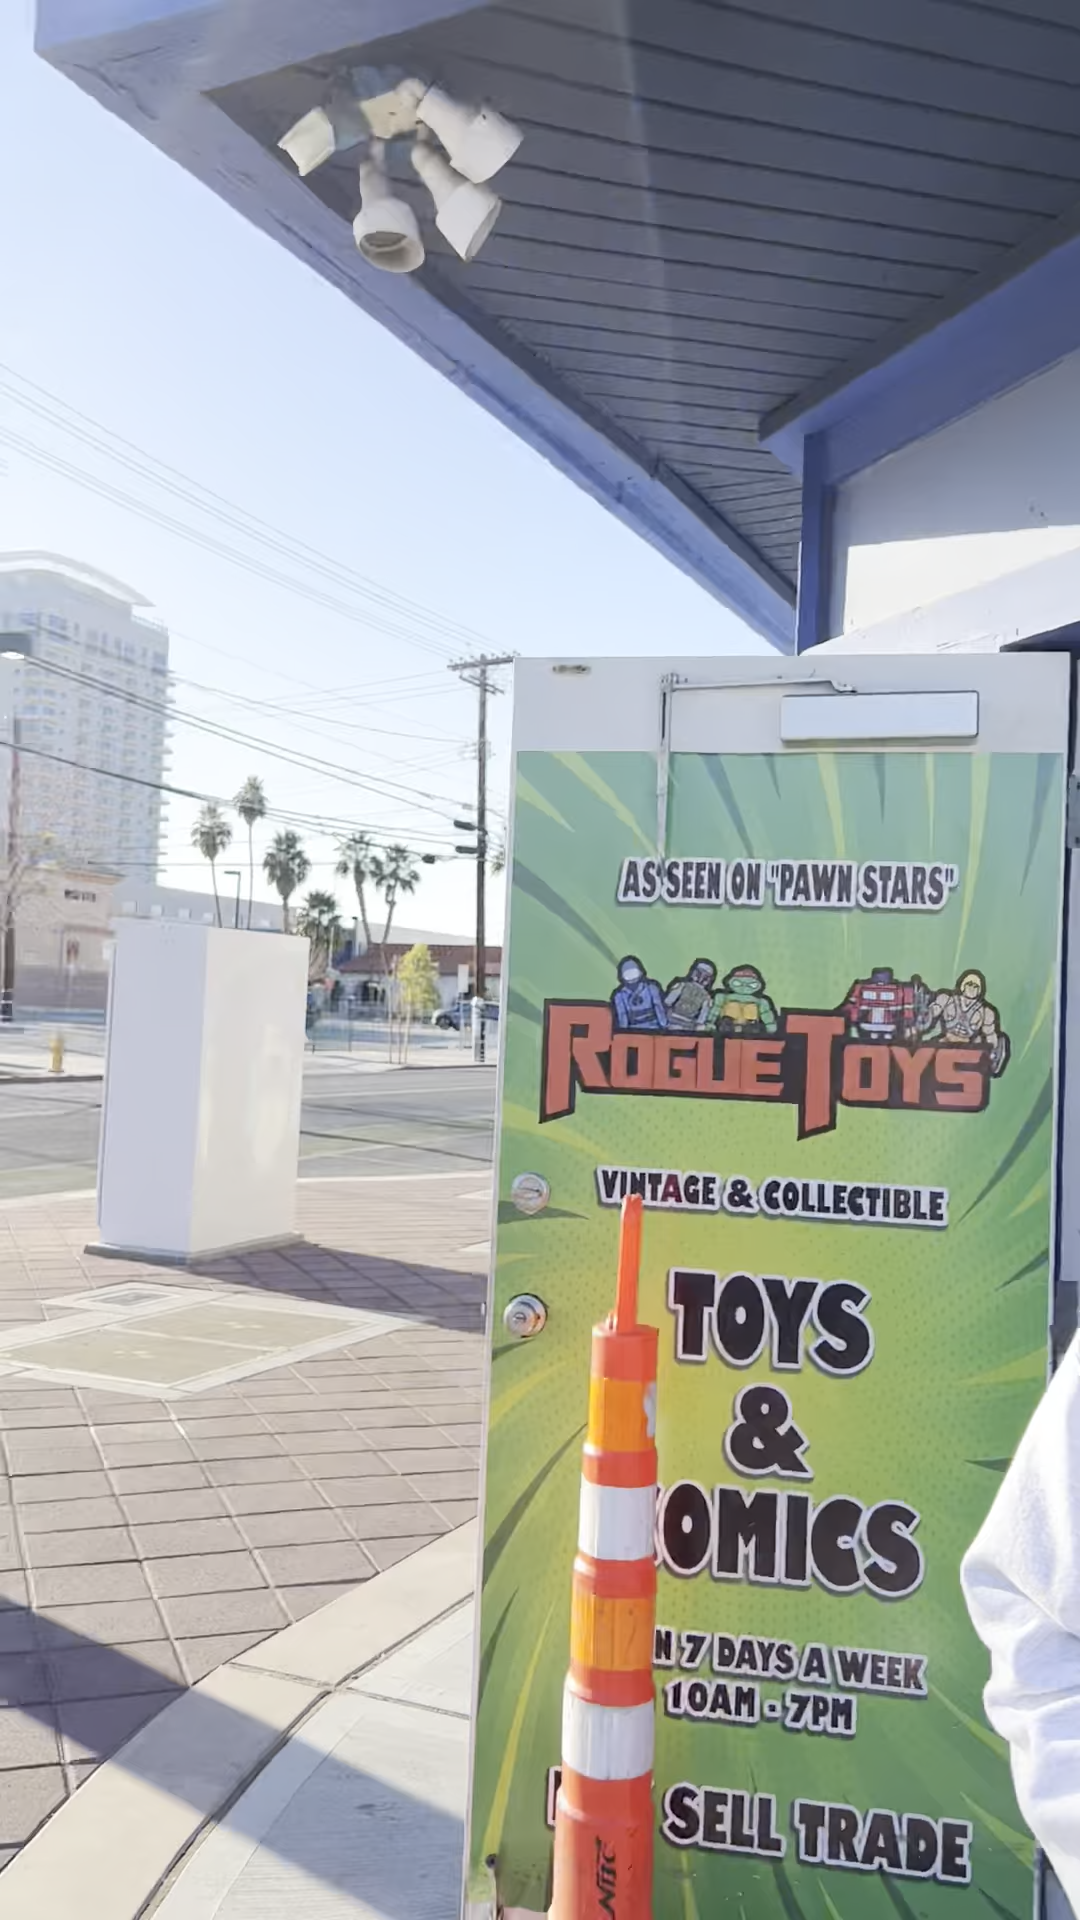 AS SEEN ON "PAWN STARS"
ROGUE TOYS
VINTAGE & COLLECTIBLE
TOYS
&
OMICS
N 7 DAYS A WEEK
10AM - 7PM
SELL TRADE